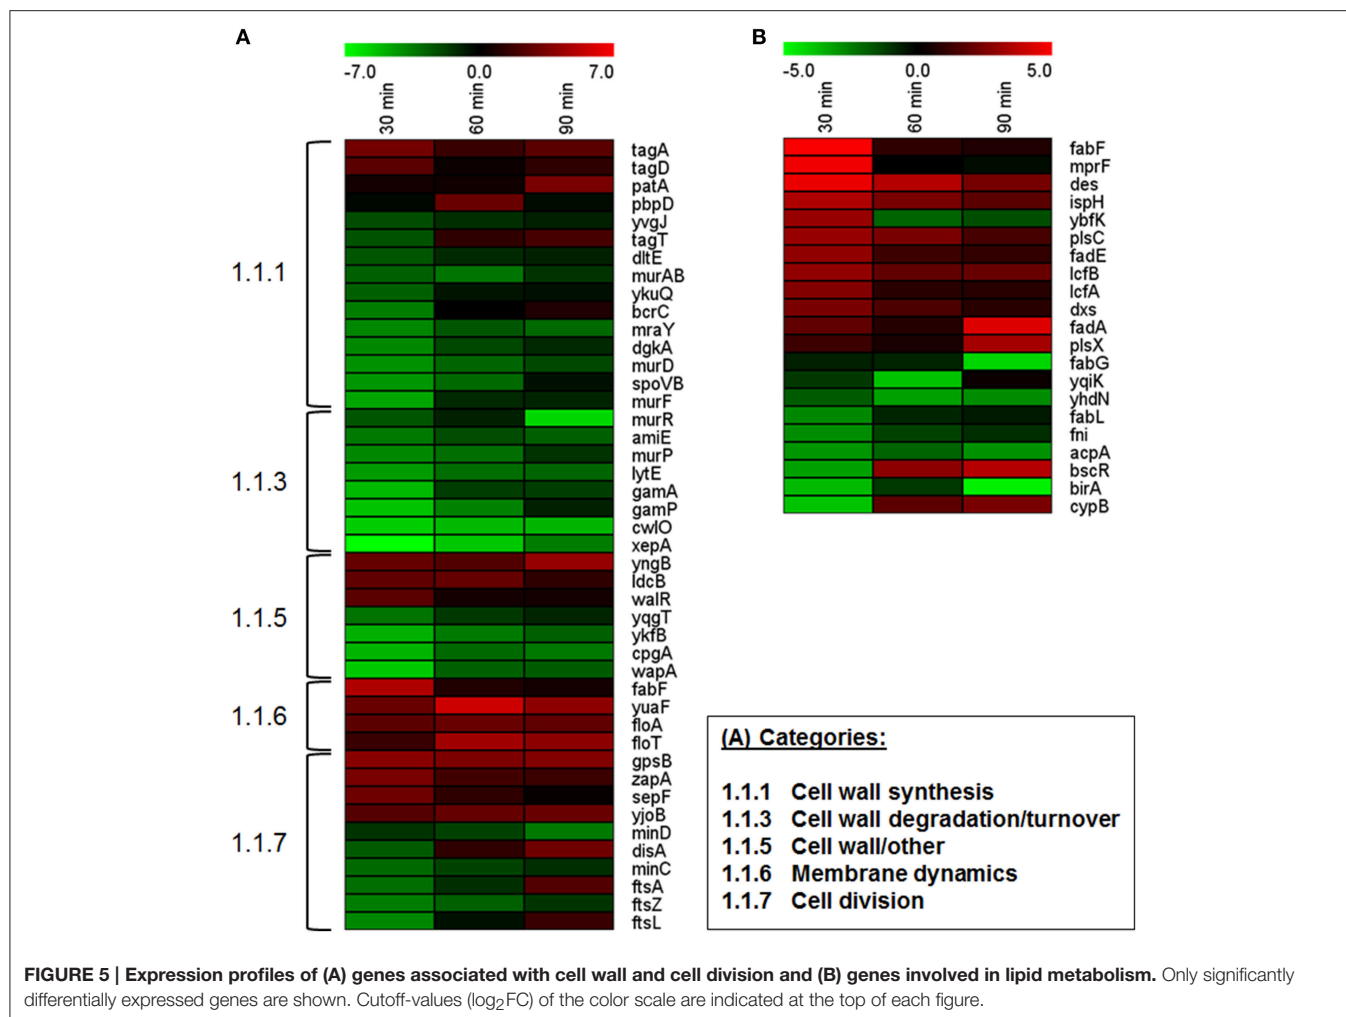 A
-7.0 0.0 7.0
30 min 60 min 90 min
tagA
tagD
patA
pbpD
yvgJ
tagT
dltE
murAB
ykuQ
bcrC
mraY
dgkA
murD
spoVB
murF
murR
amiE
murP
lytE
gamA
gamP
cwlO
xepA
yngB
ldcB
walR
yqgT
ykfB
cpgA
wapA
fabF
yuaF
floA
floT
gpsB
zapA
sepF
yjoB
minD
disA
minC
ftsA
ftsZ
ftsL
1.1.1
1.1.3
1.1.5
1.1.6
1.1.7
B
-5.0 0.0 5.0
30 min 60 min 90 min
fabF
mprF
des
ispH
ybfK
plsC
fadE
lcfB
lcfA
dxs
fadA
plsX
fabG
yqiK
yhdN
fabL
fni
acpA
bscR
birA
cypB
(A) Categories:
1.1.1 Cell wall synthesis
1.1.3 Cell wall degradation/turnover
1.1.5 Cell wall/other
1.1.6 Membrane dynamics
1.1.7 Cell division
FIGURE 5 | Expression profiles of (A) genes associated with cell wall and cell division and (B) genes involved in lipid metabolism. Only significantly
differentially expressed genes are shown. Cutoff-values (log2FC) of the color scale are indicated at the top of each figure.